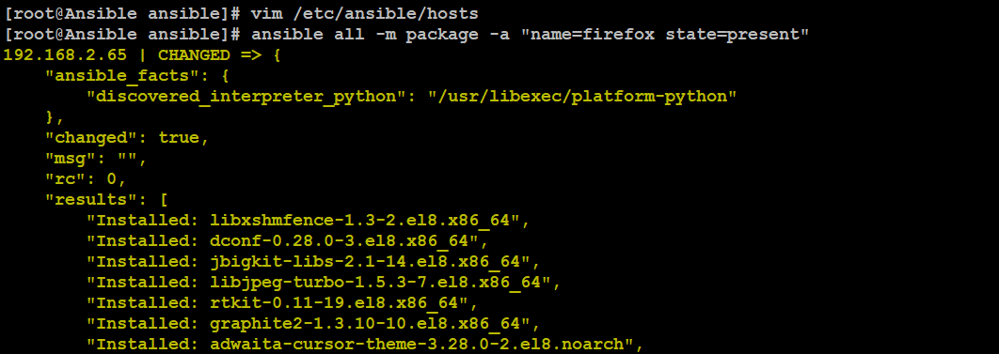 [root@Ansible ansible]# vim /etc/ansible/hosts
[root@Ansible ansible]# ansible all -m package -a "name=firefox state=present"
192.168.2.65 | CHANGED => {
    "ansible_facts": {
        "discovered_interpreter_python": "/usr/libexec/platform-python"
    },
    "changed": true,
    "msg": "",
    "rc": 0,
    "results": [
        "Installed: libxshmfence-1.3-2.el8.x86_64",
        "Installed: dconf-0.28.0-3.el8.x86_64",
        "Installed: jbigkit-libs-2.1-14.el8.x86_64",
        "Installed: libjpeg-turbo-1.5.3-7.el8.x86_64",
        "Installed: rtkit-0.11-19.el8.x86_64",
        "Installed: graphite2-1.3.10-10.el8.x86_64",
        "Installed: adwaita-cursor-theme-3.28.0-2.el8.noarch",